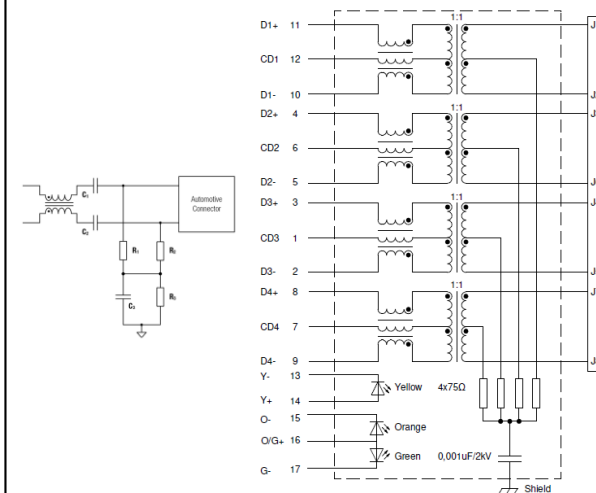 C₁
C₂
R₁
R₂
C₃
R₃
Automotive
Connector
1:1
D1+ 11
CD1 12
D1- 10
1:1
D2+ 4
CD2 6
D2- 5
1:1
D3+ 3
CD3 1
D3- 2
1:1
D4+ 8
CD4 7
D4- 9
Y- 13
Yellow 4x75Ω
Y+ 14
O- 15
Orange
O/G+ 16
Green 0,001uF/2kV
G- 17
Shield